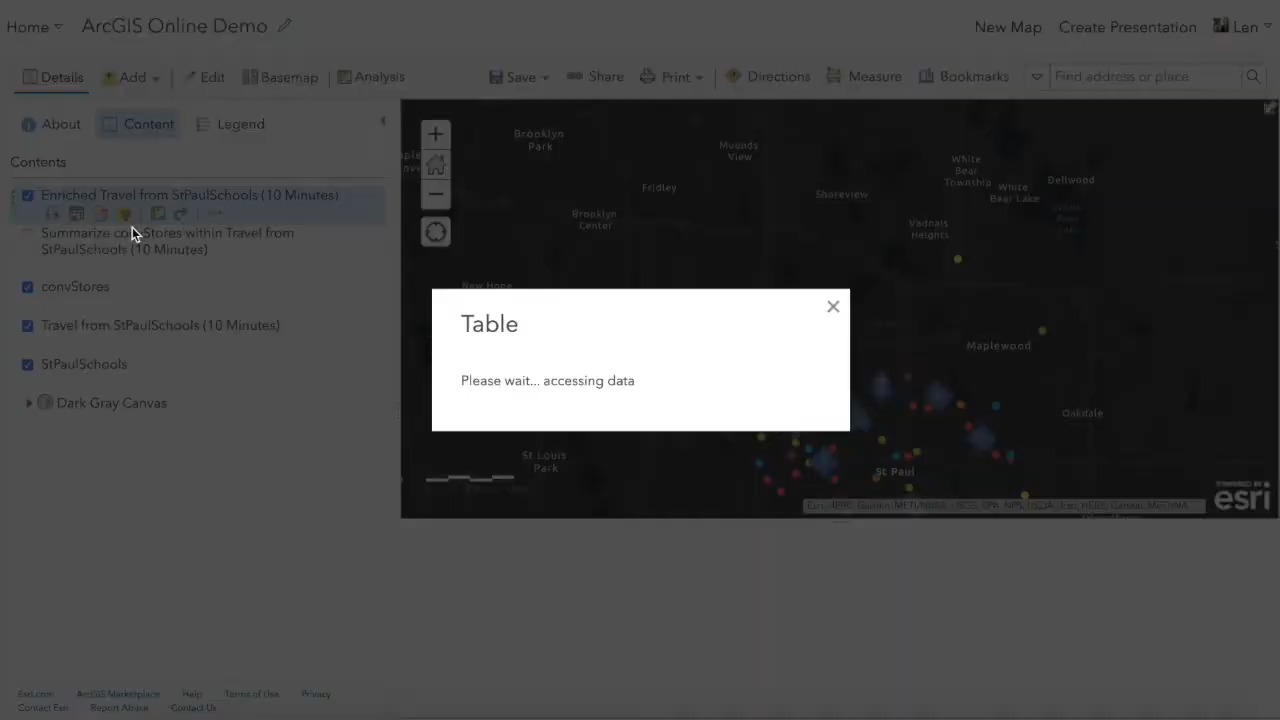 Home
ArcGIS Online Demo
New Map
Create Presentation
Len
Details
Add
Edit
Basemap
Analysis
Save
Share
Print
Directions
Measure
Bookmarks
Find address or place
About
Content
Legend
Contents
Enriched Travel from StPaulSchools (10 Minutes)
Stores within Travel from
StPaulSchools (10 Minutes)
convStores
Travel from StPaulSchools (10 Minutes)
StPaulSchools
Dark Gray Canvas
Brooklyn
Park
Mounds
View
Fridley
Brooklyn
Center
Shoreview
White
Bear
Township
White
Bear Lake
Dellwood
Vadnais
Heights
New Hope
Maplewood
Oakdale
St Louis
Park
St Paul
Table
Please wait... accessing data
POWERED BY
esri
Esri.com
ArcGIS Marketplace
Help
Terms of Use
Privacy
Contact Esri
Report Abuse
Contact Us